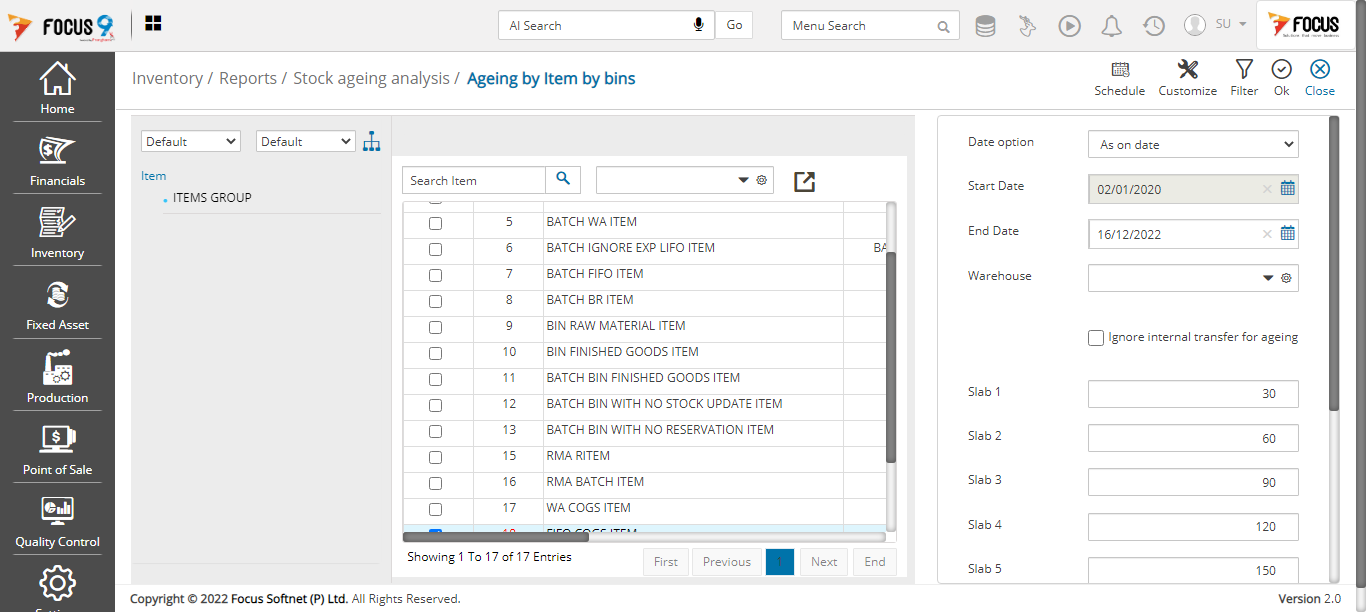 FOCUS 9
AI Search
Go
Menu Search
SU
FOCUS
Home
Financials
Inventory
Fixed Asset
Production
Point of Sale
Quality Control
Inventory / Reports / Stock ageing analysis / Ageing by Item by bins
Schedule
Customize
Filter
Ok
Close
Default
Default
Item
ITEMS GROUP
Search Item
5 BATCH WA ITEM
6 BATCH IGNORE EXP LIFO ITEM BA
7 BATCH FIFO ITEM
8 BATCH BR ITEM
9 BIN RAW MATERIAL ITEM
10 BIN FINISHED GOODS ITEM
11 BATCH BIN FINISHED GOODS ITEM
12 BATCH BIN WITH NO STOCK UPDATE ITEM
13 BATCH BIN WITH NO RESERVATION ITEM
15 RMA RITEM
16 RMA BATCH ITEM
17 WA COGS ITEM
FIFO COGS ITEM
Showing 1 To 17 of 17 Entries
First
Previous
1
Next
End
Date option As on date
Start Date 02/01/2020
End Date 16/12/2022
Warehouse
Ignore internal transfer for ageing
Slab 1 30
Slab 2 60
Slab 3 90
Slab 4 120
Slab 5 150
Copyright © 2022 Focus Softnet (P) Ltd. All Rights Reserved.
Version 2.0